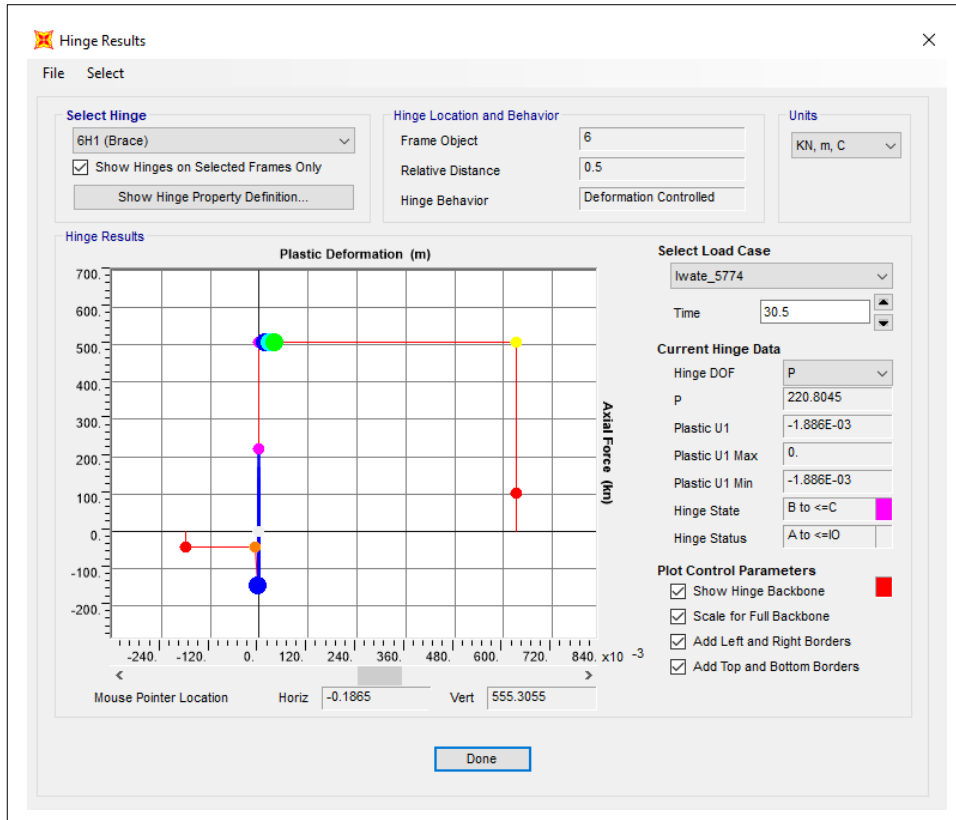 Hinge Results
File Select
Select Hinge
6H1 (Brace)
Show Hinges on Selected Frames Only
Show Hinge Property Definition...
Hinge Location and Behavior
Frame Object 6
Relative Distance 0.5
Hinge Behavior Deformation Controlled
Units
KN, m, C
Hinge Results
Plastic Deformation (m)
700.
600.
500.
400.
300.
200.
100.
0.
-100.
-200.
-240. -120. 0. 120. 240. 360. 480. 600. 720. 840. x10 -3
Axial Force (kn)
Mouse Pointer Location Horiz -0.1865 Vert 555.3055
Select Load Case
Iwate_5774
Time 30.5
Current Hinge Data
Hinge DOF P
P 220.8045
Plastic U1 -1.886E-03
Plastic U1 Max 0.
Plastic U1 Min -1.886E-03
Hinge State B to <=C
Hinge Status A to <=IO
Plot Control Parameters
Show Hinge Backbone
Scale for Full Backbone
Add Left and Right Borders
Add Top and Bottom Borders
Done